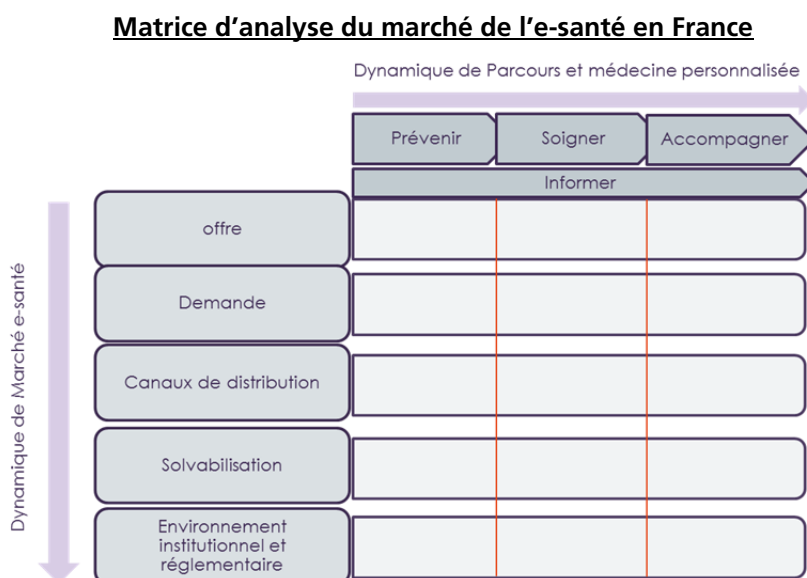 Matrice d’analyse du marché de l’e-santé en France
Dynamique de Parcours et médecine personnalisée
Prévenir
Soigner
Accompagner
Informer
Dynamique de Marché e-santé
offre
Demande
Canaux de distribution
Solvabilisation
Environnement
institutionnel et
réglementaire